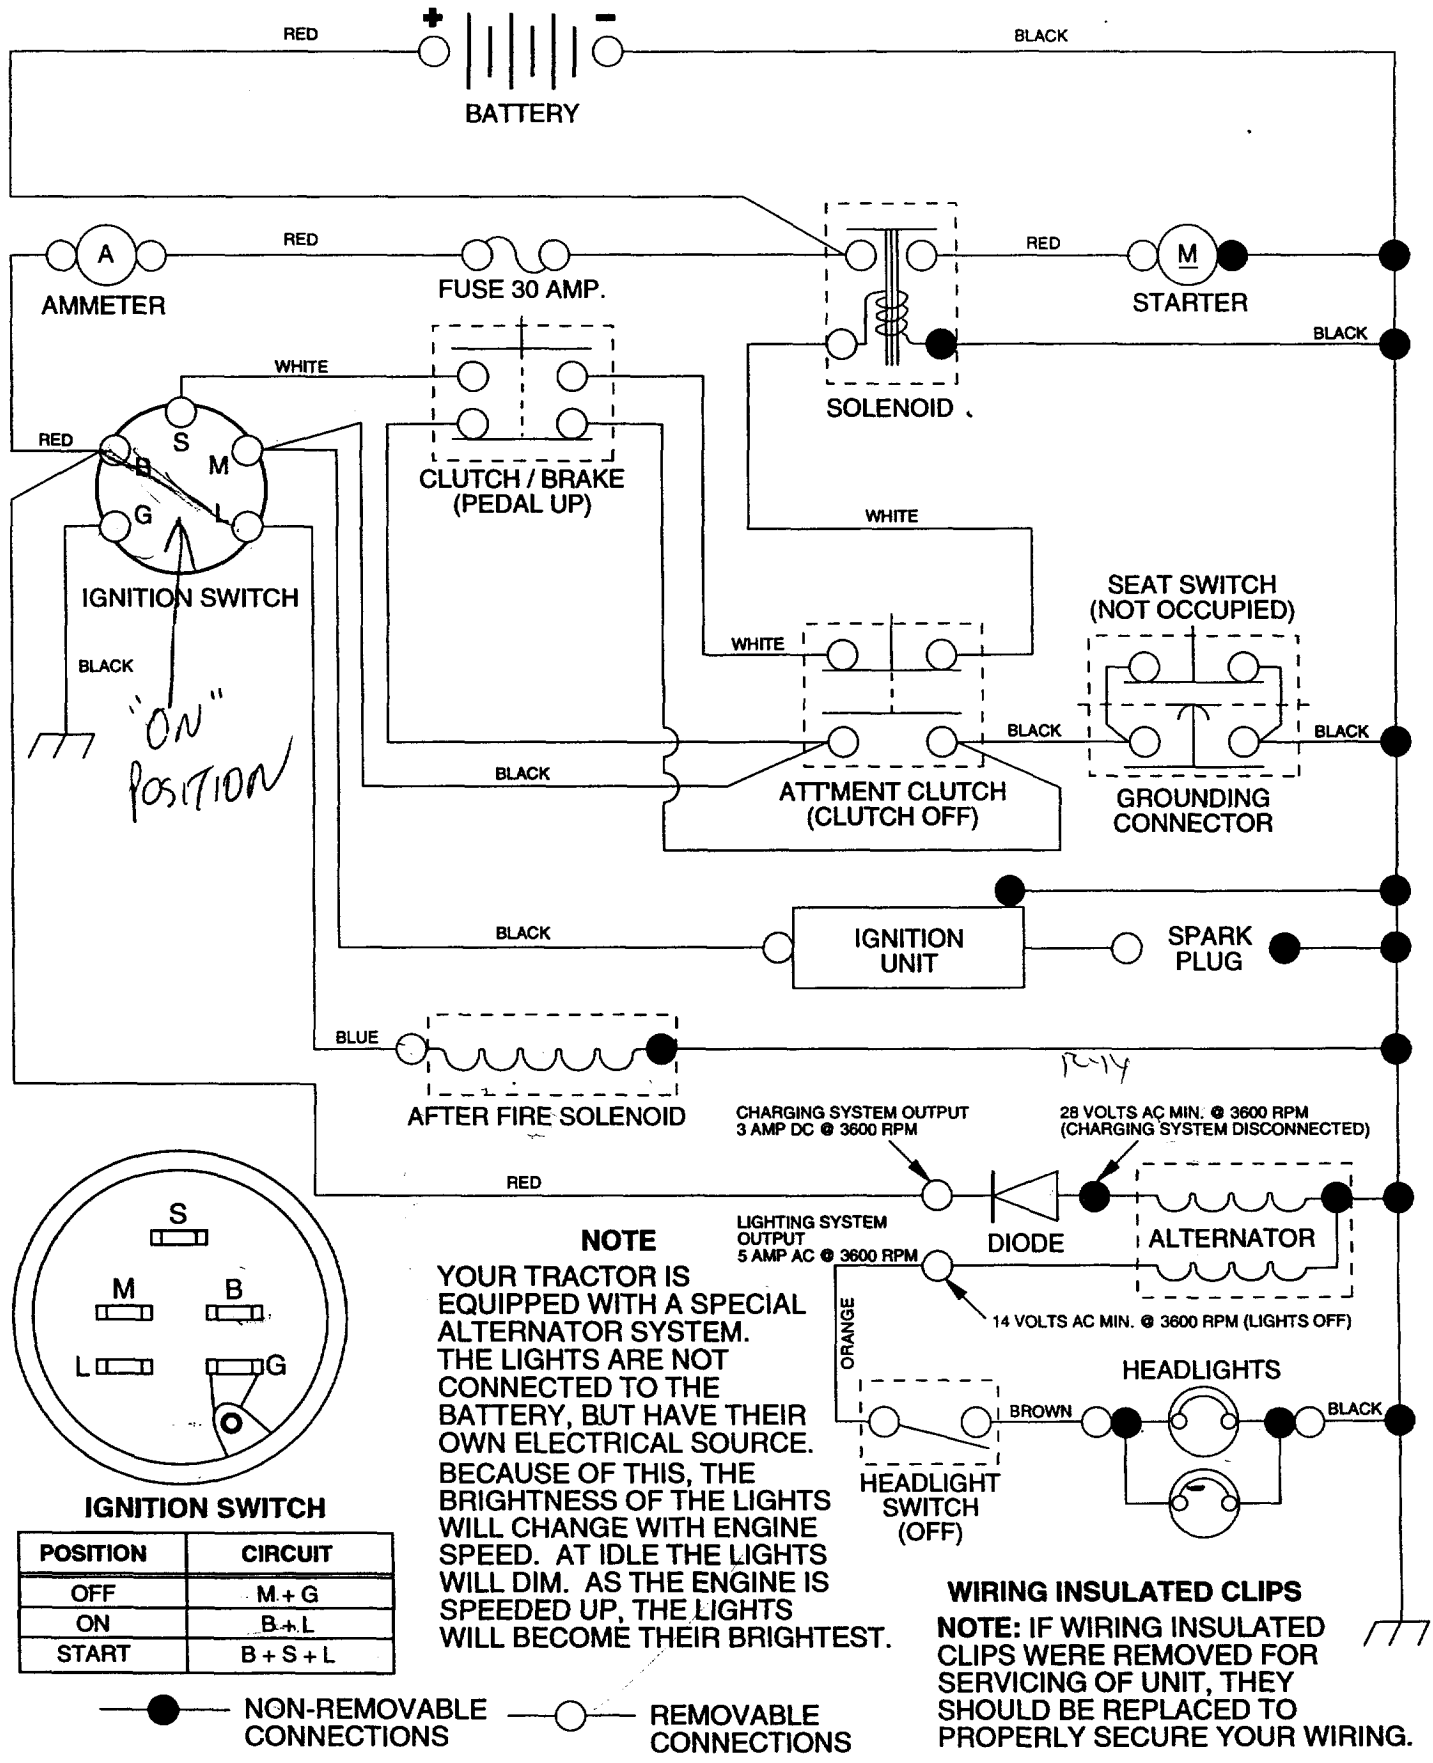 RED
+
-
BLACK
BATTERY
A
AMMETER
RED
FUSE 30 AMP.
RED
M
STARTER
BLACK
SOLENOID
WHITE
CLUTCH / BRAKE
(PEDAL UP)
RED
S
B
M
G
L
IGNITION SWITCH
BLACK
"ON"
POSITION
WHITE
WHITE
SEAT SWITCH
(NOT OCCUPIED)
BLACK
BLACK
BLACK
ATT'MENT CLUTCH
(CLUTCH OFF)
GROUNDING
CONNECTOR
BLACK
IGNITION
UNIT
SPARK
PLUG
BLUE
AFTER FIRE SOLENOID
12-14
CHARGING SYSTEM OUTPUT
3 AMP DC @ 3600 RPM
28 VOLTS AC MIN. @ 3600 RPM
(CHARGING SYSTEM DISCONNECTED)
RED
DIODE
ALTERNATOR
LIGHTING SYSTEM
OUTPUT
5 AMP AC @ 3600 RPM
14 VOLTS AC MIN. @ 3600 RPM (LIGHTS OFF)
ORANGE
HEADLIGHTS
BROWN
BLACK
HEADLIGHT
SWITCH
(OFF)
S
M
B
L
G
IGNITION SWITCH
POSITION CIRCUIT
OFF M + G
ON B + L
START B + S + L
NOTE
YOUR TRACTOR IS
EQUIPPED WITH A SPECIAL
ALTERNATOR SYSTEM.
THE LIGHTS ARE NOT
CONNECTED TO THE
BATTERY, BUT HAVE THEIR
OWN ELECTRICAL SOURCE.
BECAUSE OF THIS, THE
BRIGHTNESS OF THE LIGHTS
WILL CHANGE WITH ENGINE
SPEED. AT IDLE THE LIGHTS
WILL DIM. AS THE ENGINE IS
SPEEDED UP, THE LIGHTS
WILL BECOME THEIR BRIGHTEST.
WIRING INSULATED CLIPS
NOTE: IF WIRING INSULATED
CLIPS WERE REMOVED FOR
SERVICING OF UNIT, THEY
SHOULD BE REPLACED TO
PROPERLY SECURE YOUR WIRING.
NON-REMOVABLE
CONNECTIONS
REMOVABLE
CONNECTIONS